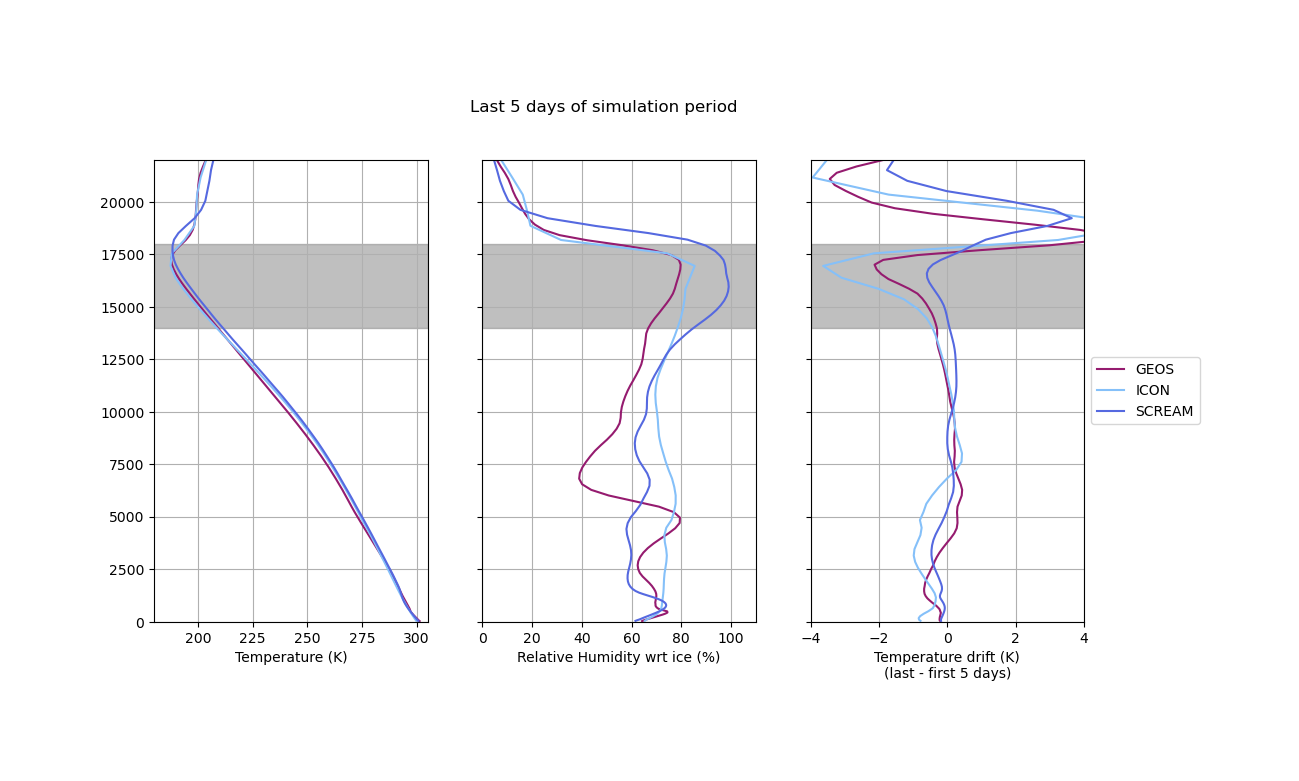 Last 5 days of simulation period
20000
17500
15000
12500
10000
7500
5000
2500
0
200 225 250 275 300
Temperature (K)
0 20 40 60 80 100
Relative Humidity wrt ice (%)
−4 −2 0 2 4
Temperature drift (K)
(last - first 5 days)
GEOS
ICON
SCREAM